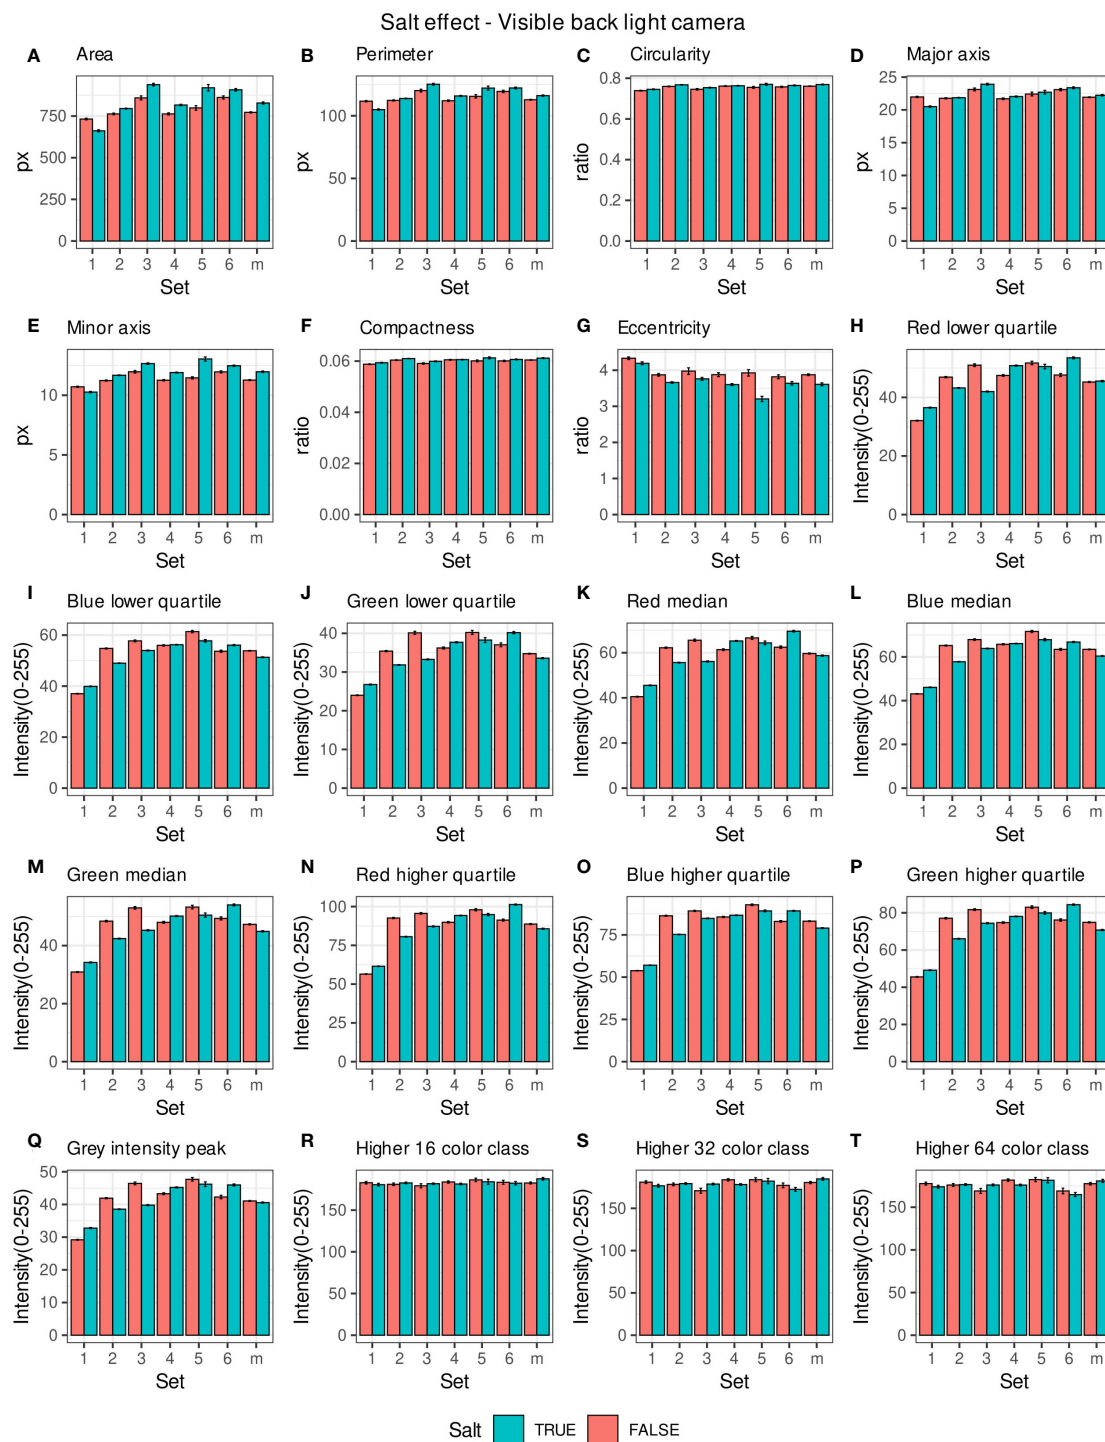 Salt effect - Visible back light camera
A Area
B Perimeter
C Circularity
D Major axis
px
750
500
250
0
1 2 3 4 5 6 m
Set
px
100
50
0
1 2 3 4 5 6 m
Set
ratio
0.8
0.6
0.4
0.2
0.0
1 2 3 4 5 6 m
Set
px
25
20
15
10
5
0
1 2 3 4 5 6 m
Set
E Minor axis
F Compactness
G Eccentricity
H Red lower quartile
px
10
5
0
1 2 3 4 5 6 m
Set
ratio
0.06
0.04
0.02
0.00
1 2 3 4 5 6 m
Set
ratio
4
3
2
1
0
1 2 3 4 5 6 m
Set
Intensity(0-255)
40
20
0
1 2 3 4 5 6 m
Set
I Blue lower quartile
J Green lower quartile
K Red median
L Blue median
Intensity(0-255)
60
40
20
0
1 2 3 4 5 6 m
Set
Intensity(0-255)
40
30
20
10
0
1 2 3 4 5 6 m
Set
Intensity(0-255)
60
40
20
0
1 2 3 4 5 6 m
Set
Intensity(0-255)
60
40
20
0
1 2 3 4 5 6 m
Set
M Green median
N Red higher quartile
O Blue higher quartile
P Green higher quartile
Intensity(0-255)
40
20
0
1 2 3 4 5 6 m
Set
Intensity(0-255)
100
75
50
25
0
1 2 3 4 5 6 m
Set
Intensity(0-255)
75
50
25
0
1 2 3 4 5 6 m
Set
Intensity(0-255)
80
60
40
20
0
1 2 3 4 5 6 m
Set
Q Grey intensity peak
R Higher 16 color class
S Higher 32 color class
T Higher 64 color class
Intensity(0-255)
50
40
30
20
10
0
1 2 3 4 5 6 m
Set
Intensity(0-255)
150
100
50
0
1 2 3 4 5 6 m
Set
Intensity(0-255)
150
100
50
0
1 2 3 4 5 6 m
Set
Intensity(0-255)
150
100
50
0
1 2 3 4 5 6 m
Set
Salt TRUE FALSE